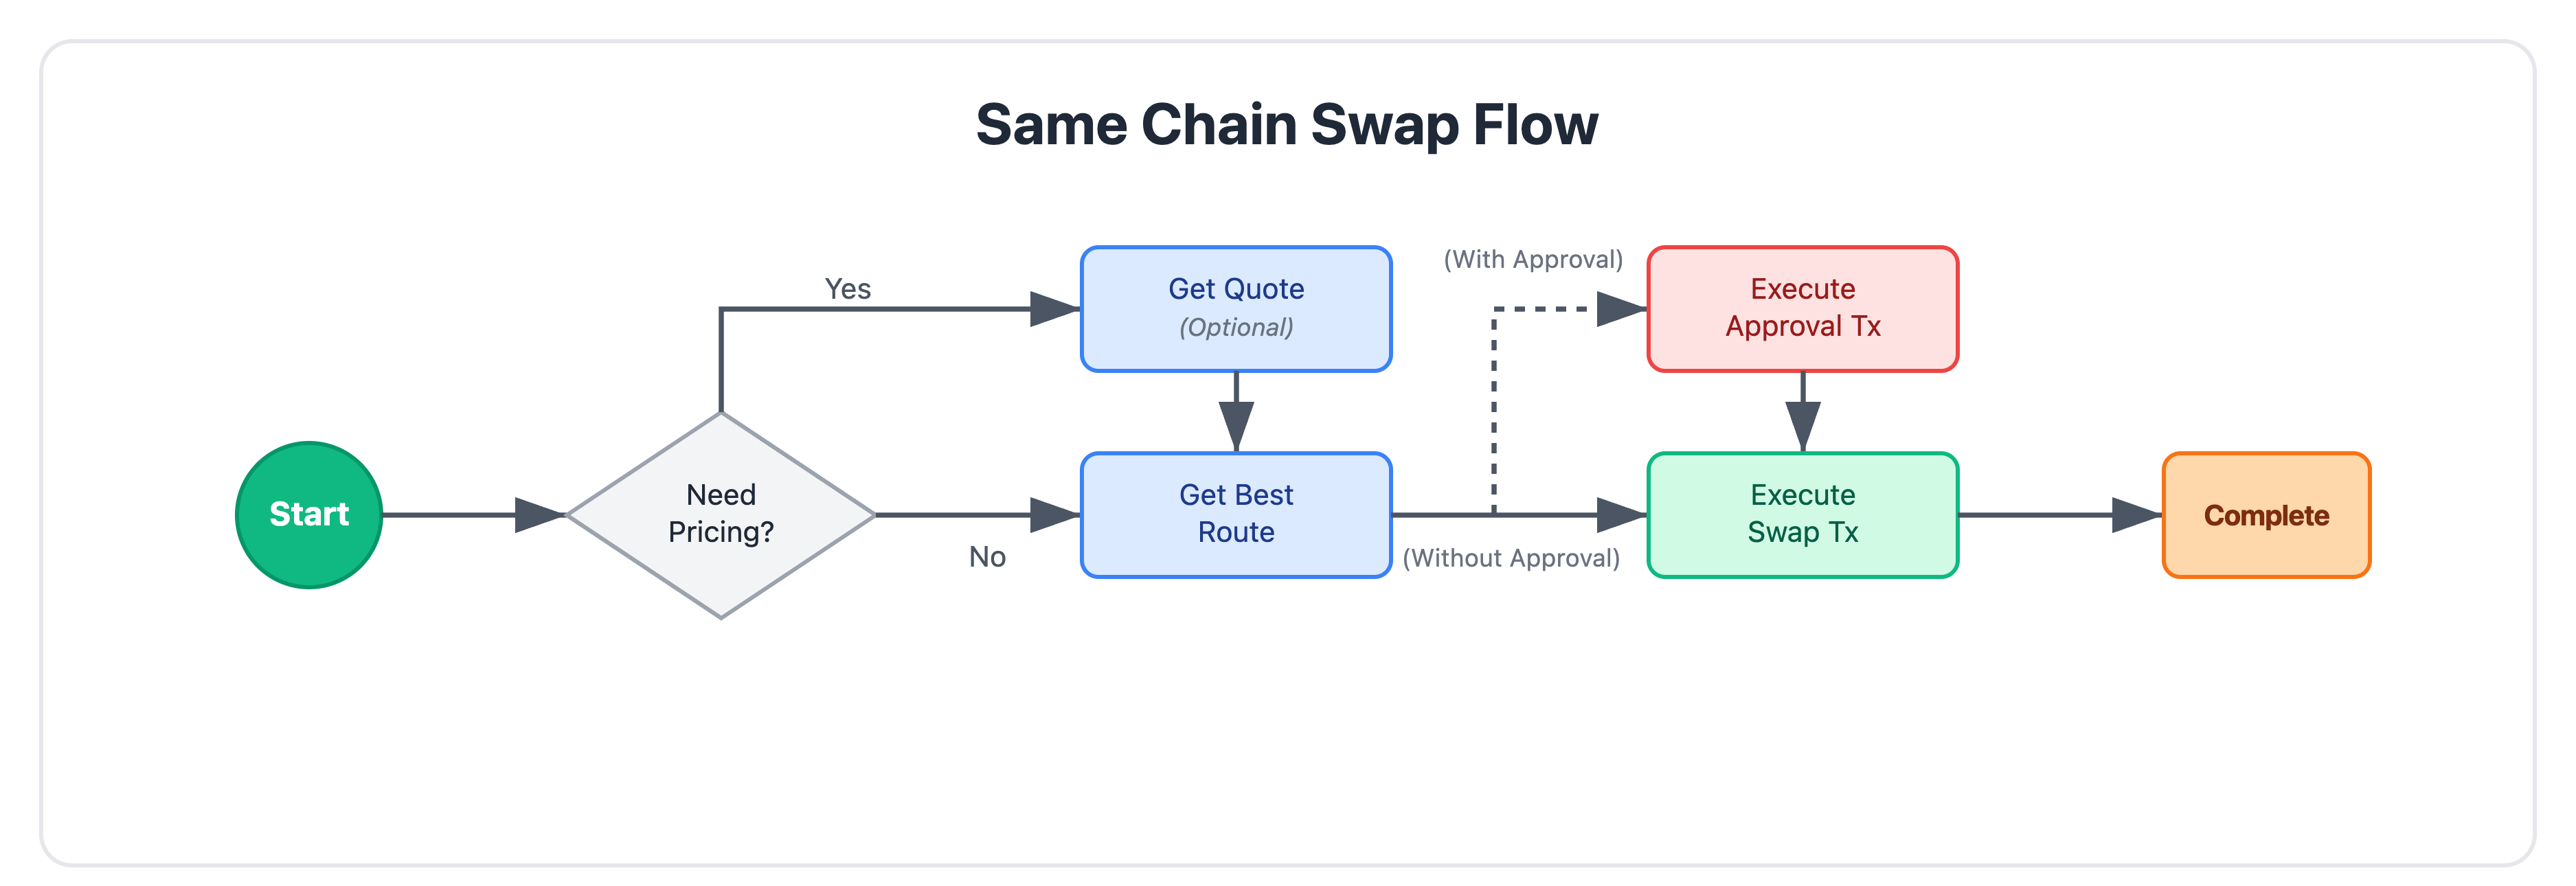 Same Chain Swap Flow
Start
Need
Pricing?
Yes
No
Get Quote
(Optional)
Get Best
Route
(With Approval)
(Without Approval)
Execute
Approval Tx
Execute
Swap Tx
Complete